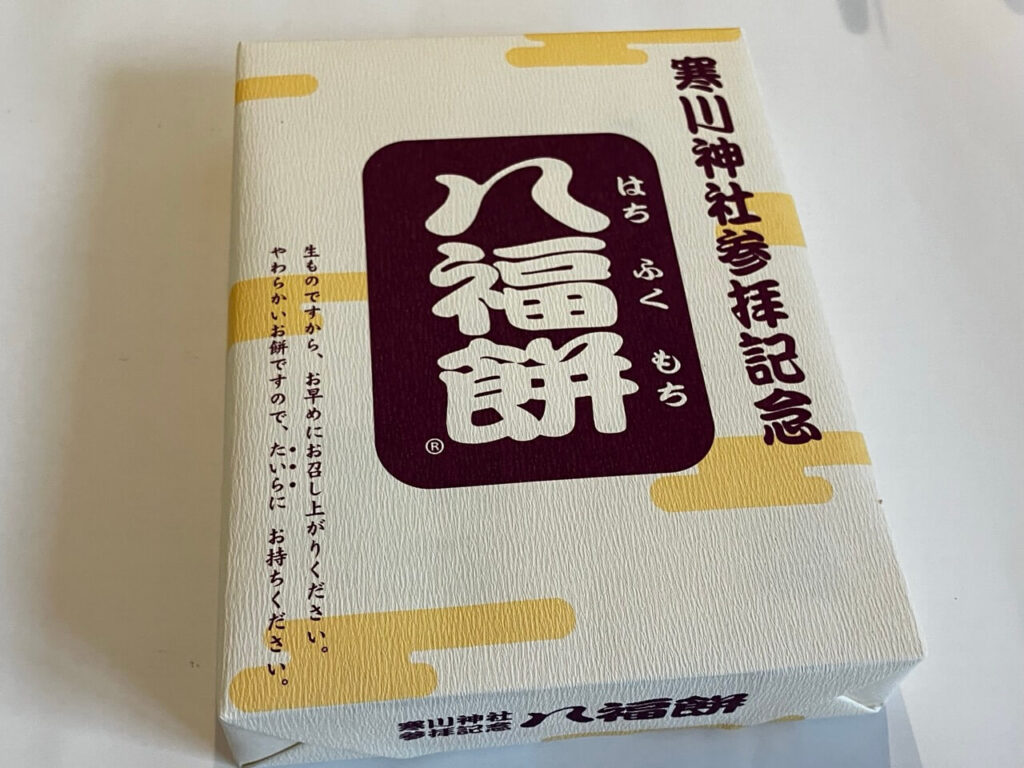 寒川神社参拝記念
はち ふく もち
八福餅
®
生ものですから、お早めにお召し上がりください。
やわらかいお餅ですので、たいらに お持ちください。
寒川神社
参拝記念
八福餅